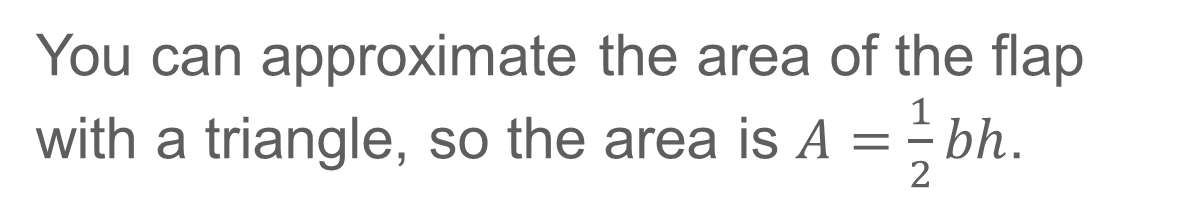 You can approximate the area of the flap
with a triangle, so the area is A = 1/2 bh.